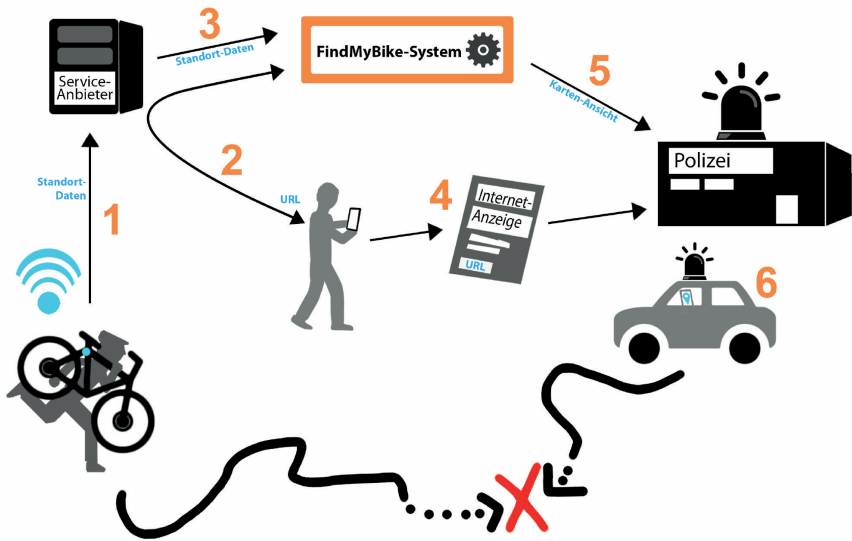 3
Standort-Daten
FindMyBike-System
5
Karten-Ansicht
Service-
Anbieter
Polizei
2
URL
4
Internet-
Anzeige
URL
Standort-
Daten
1
6